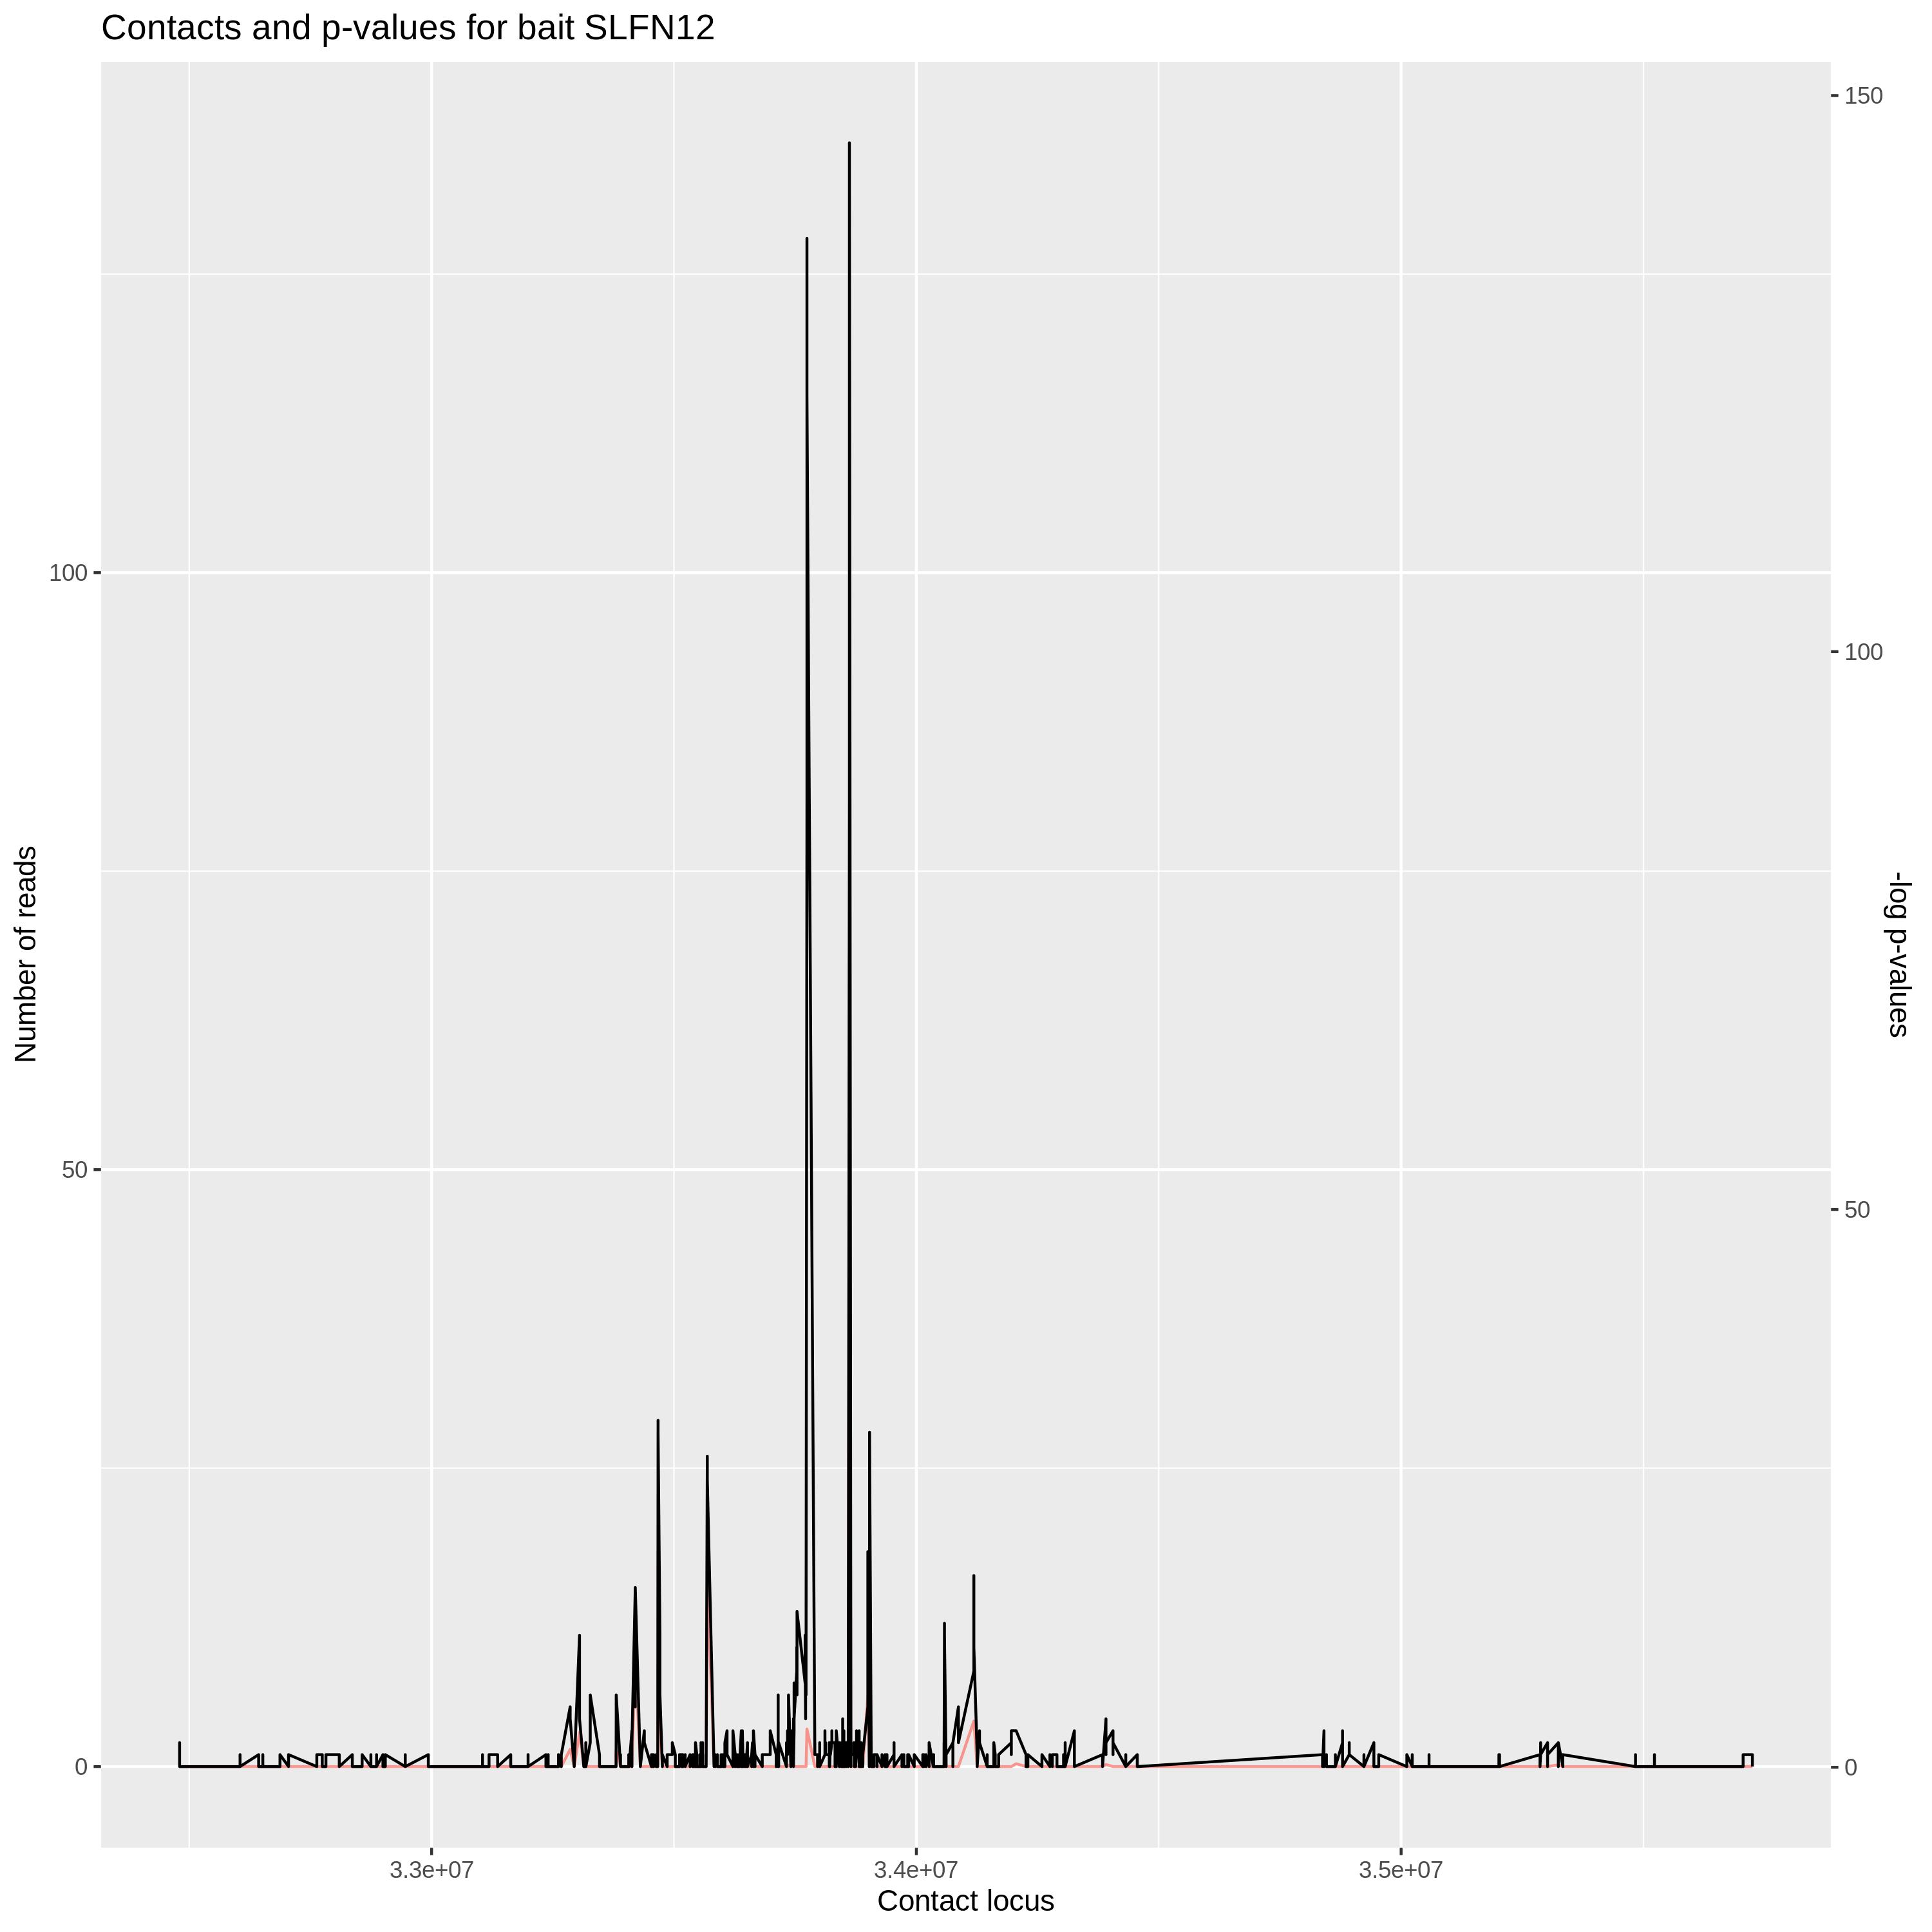 Contacts and p-values for bait SLFN12
150
100
100
50
50
0
0
Number of reads
-log p-values
3.3e+07
3.4e+07
3.5e+07
Contact locus